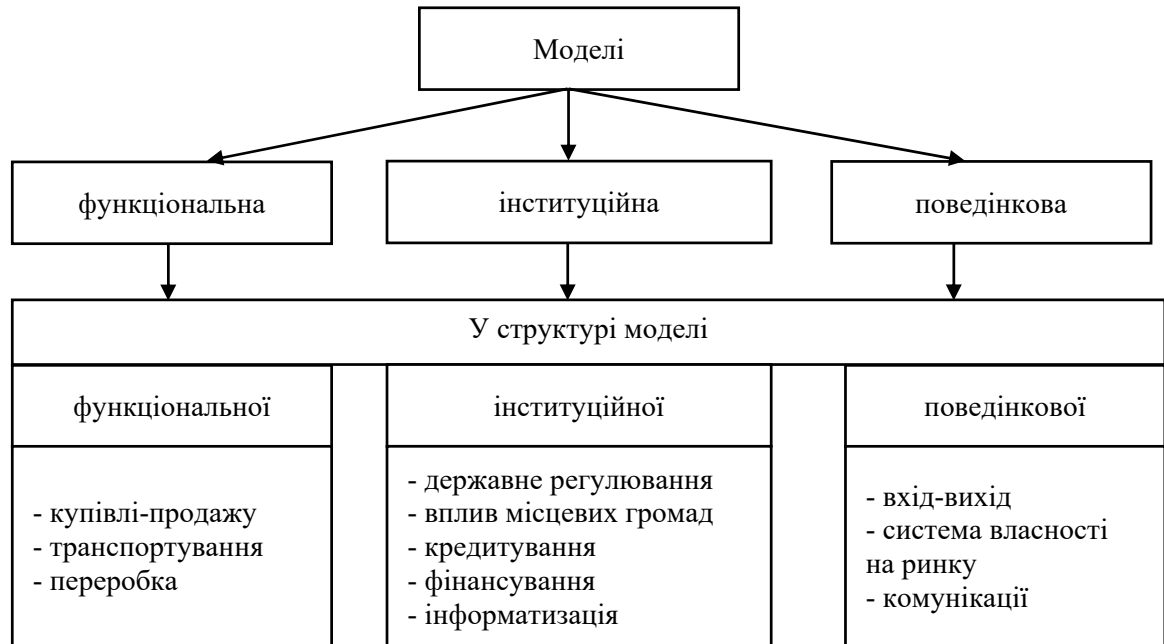 Моделі
функціональна
інституційна
поведінкова
У структурі моделі
функціональної
інституційної
поведінкової
- купівлі-продажу
- транспортування
- переробка
- державне регулювання
- вплив місцевих громад
- кредитування
- фінансування
- інформатизація
- вхід-вихід
- система власності
на ринку
- комунікації